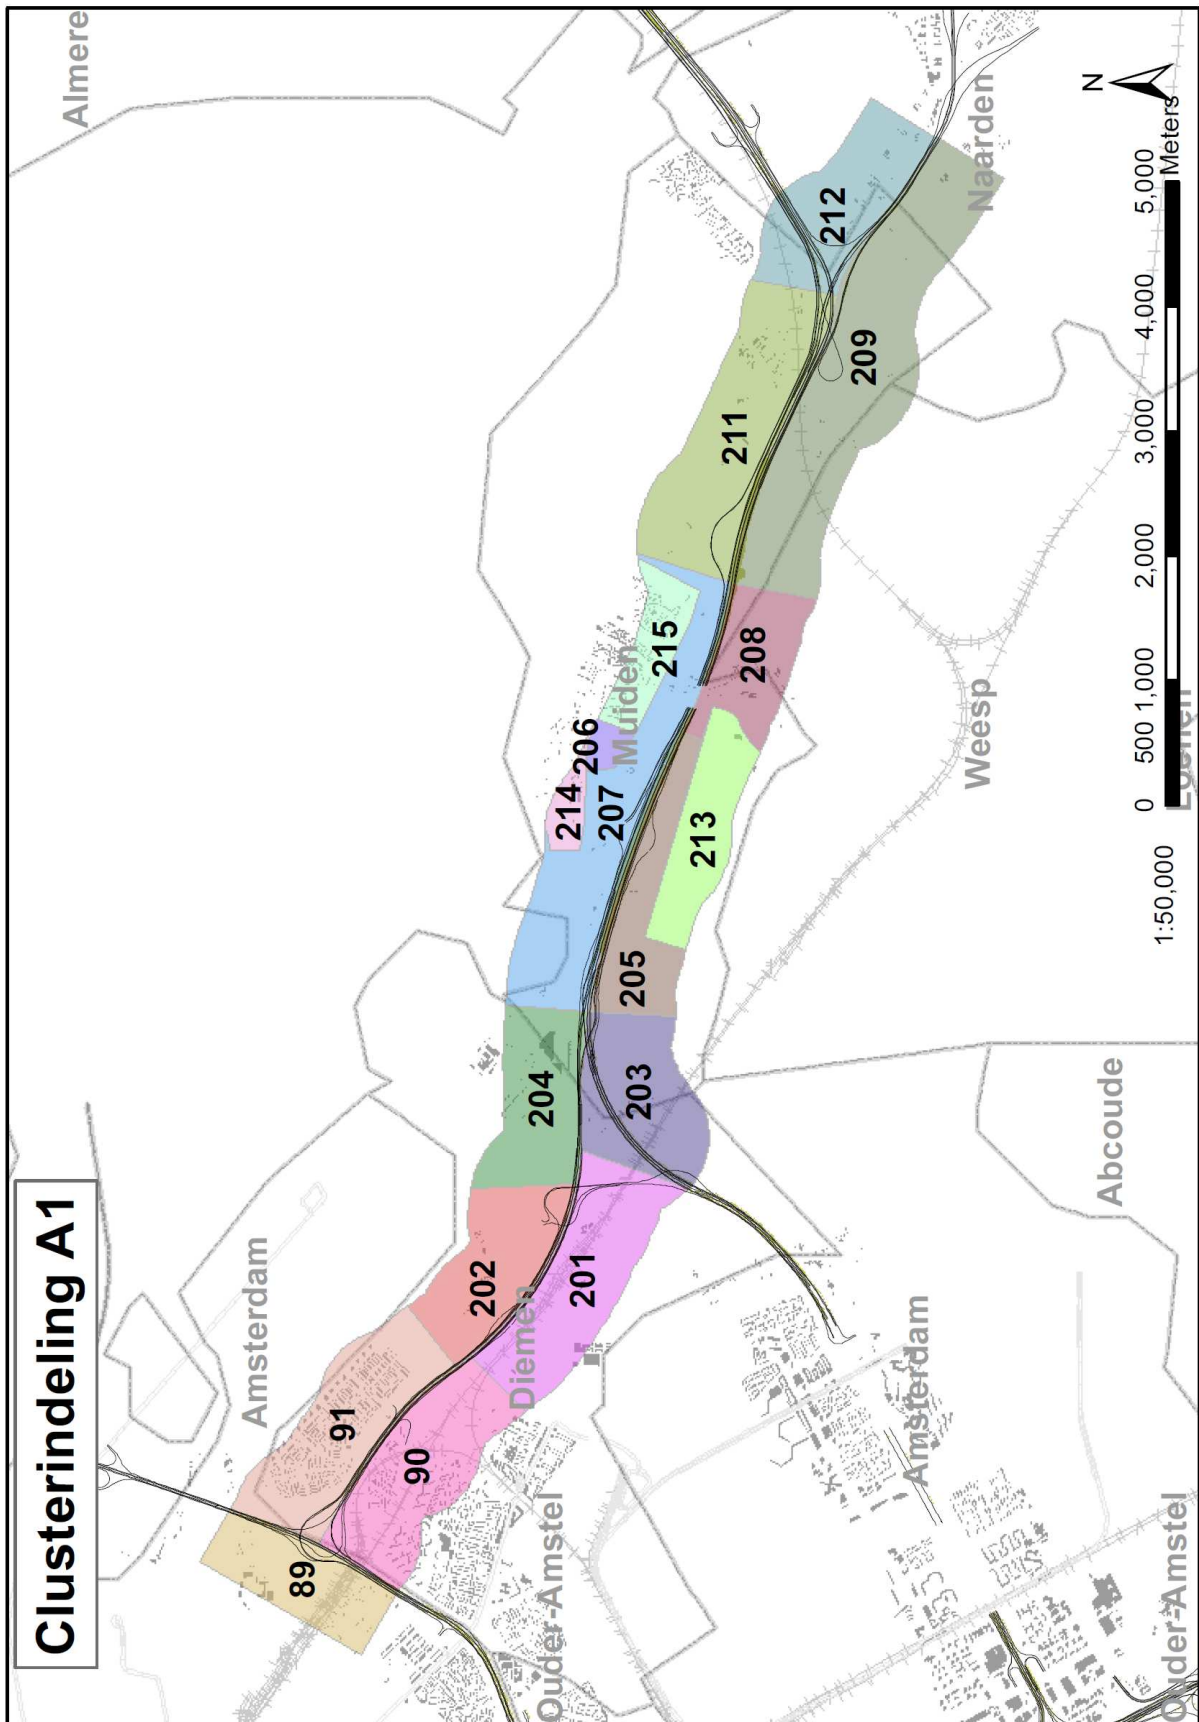 Clusterindeling A1
Almere
Amsterdam
89
91
90
202
Diemen
201
204
203
205
207
214
206
Muiden
215
213
208
211
209
212
Naarden
Weesp
Abcoude
Amsterdam
Ouder-Amstel
Ouder-Amstel
N
1:50,000
0 500 1,000 2,000 3,000 4,000 5,000
Meters